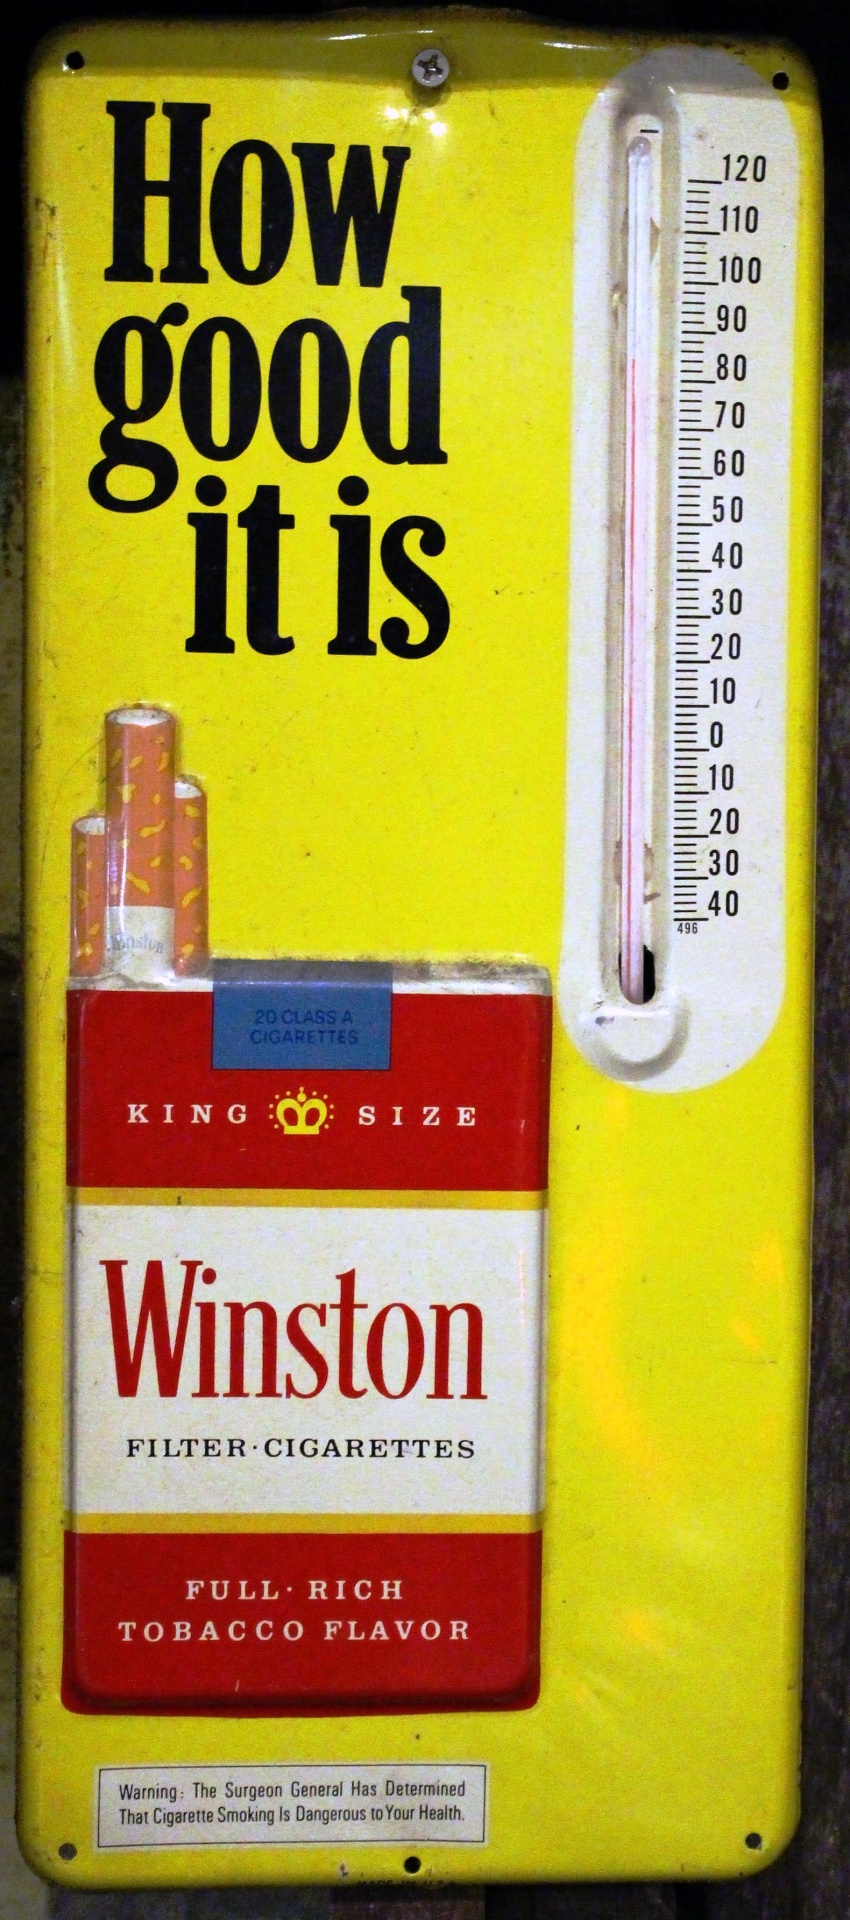 How
good
it is
120
110
100
90
80
70
60
50
40
30
20
10
0
10
20
30
40
496
Winston
20 CLASS A
CIGARETTES
KING SIZE
Winston
FILTER·CIGARETTES
FULL· RICH
TOBACCO FLAVOR
Warning: The Surgeon General Has Determined
That Cigarette Smoking Is Dangerous to Your Health.
MADE IN U.S.A.